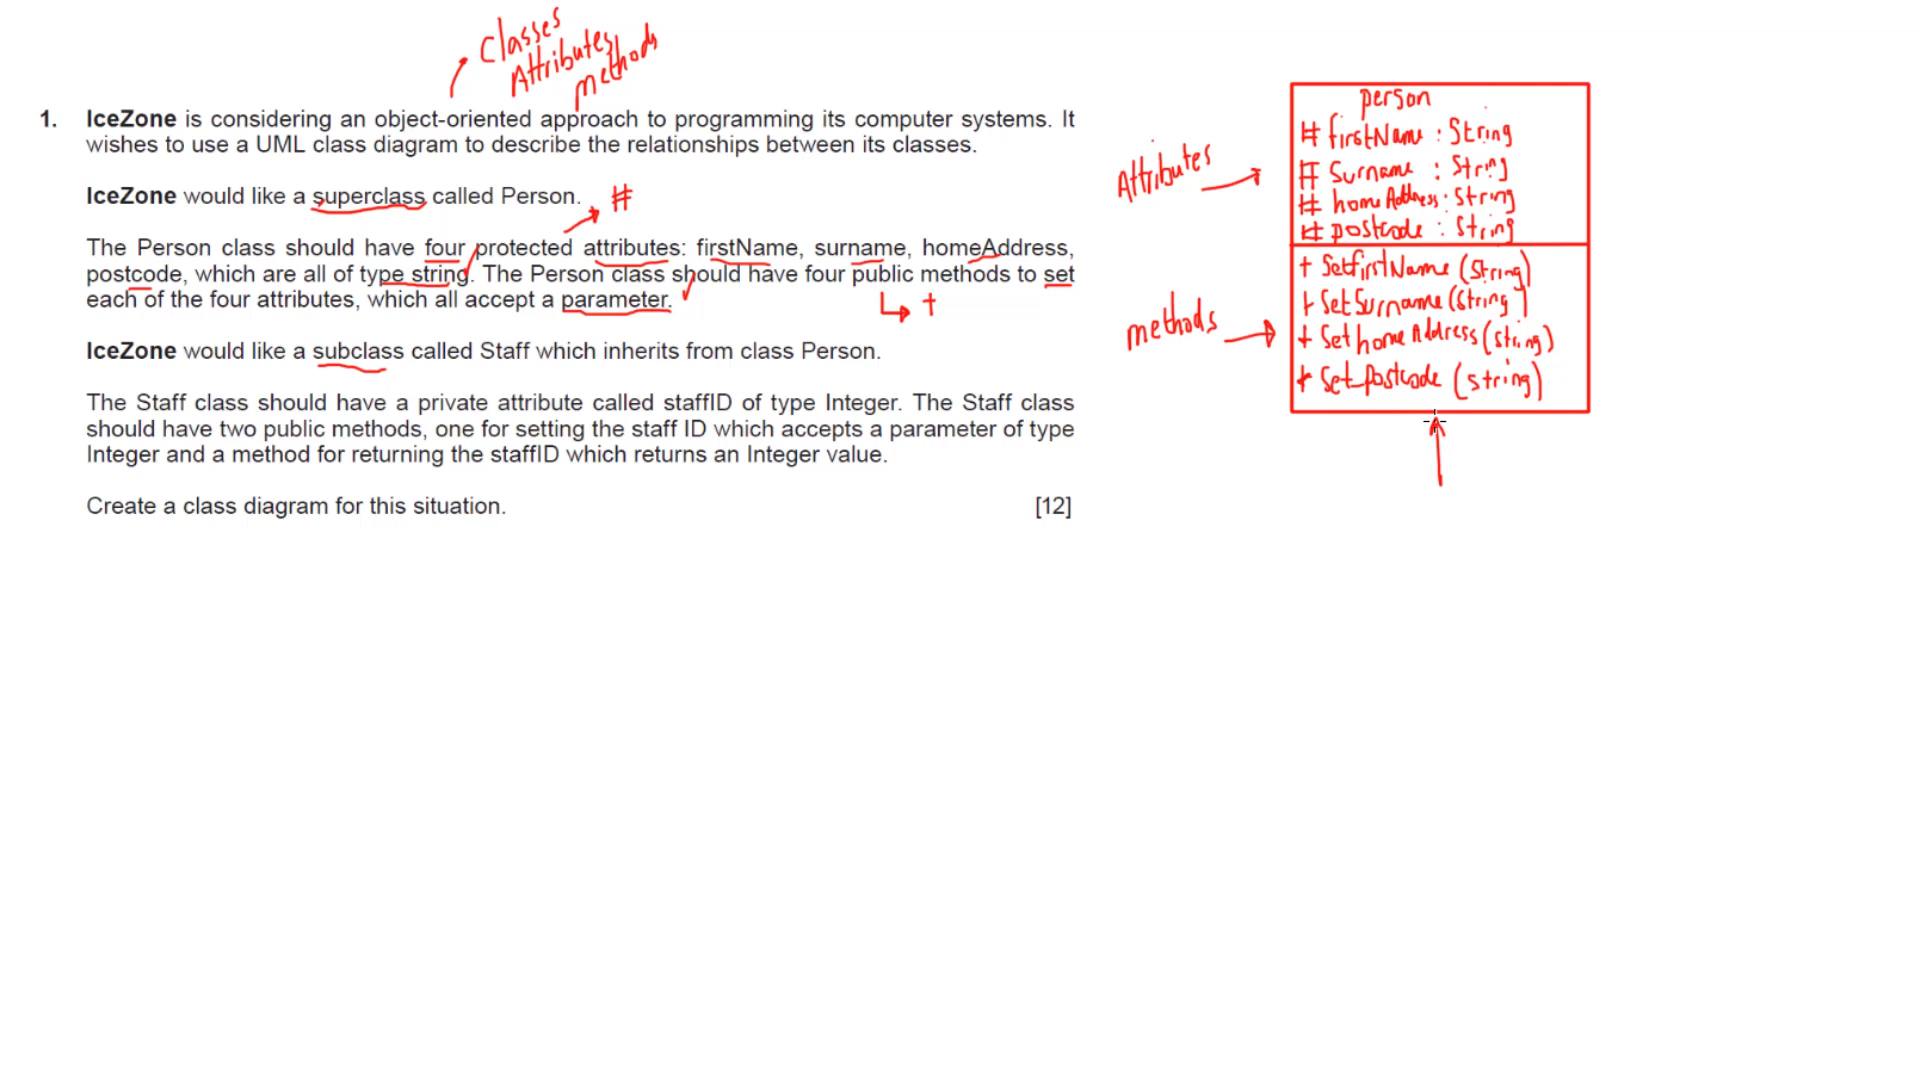 Classes
Attributes
methods
1. IceZone is considering an object-oriented approach to programming its computer systems. It
wishes to use a UML class diagram to describe the relationships between its classes.
IceZone would like a superclass called Person.
#
The Person class should have four protected attributes: firstName, surname, homeAddress,
postcode, which are all of type string. The Person class should have four public methods to set
each of the four attributes, which all accept a parameter.
+
IceZone would like a subclass called Staff which inherits from class Person.
The Staff class should have a private attribute called staffID of type Integer. The Staff class
should have two public methods, one for setting the staff ID which accepts a parameter of type
Integer and a method for returning the staffID which returns an Integer value.
Create a class diagram for this situation. [12]
Attributes
methods
person
# firstName : String
# Surname : String
# homeAddress : String
# postcode : String
+ SetfirstName (String)
+ SetSurname (String)
+ SethomeAddress (string)
+ Set_postcode (string)